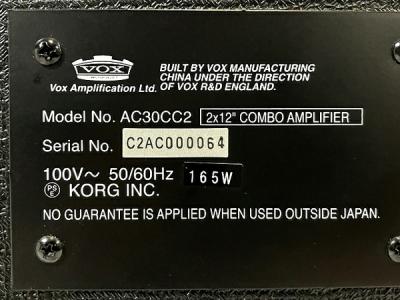 VOX
Vox Amplification Ltd.
BUILT BY VOX MANUFACTURING
CHINA UNDER THE DIRECTION
OF VOX R&D ENGLAND.
Model No. AC30CC2 2x12" COMBO AMPLIFIER
Serial No. C2AC000064
100V~ 50/60Hz 165W
PSE KORG INC.
NO GUARANTEE IS APPLIED WHEN USED OUTSIDE JAPAN.